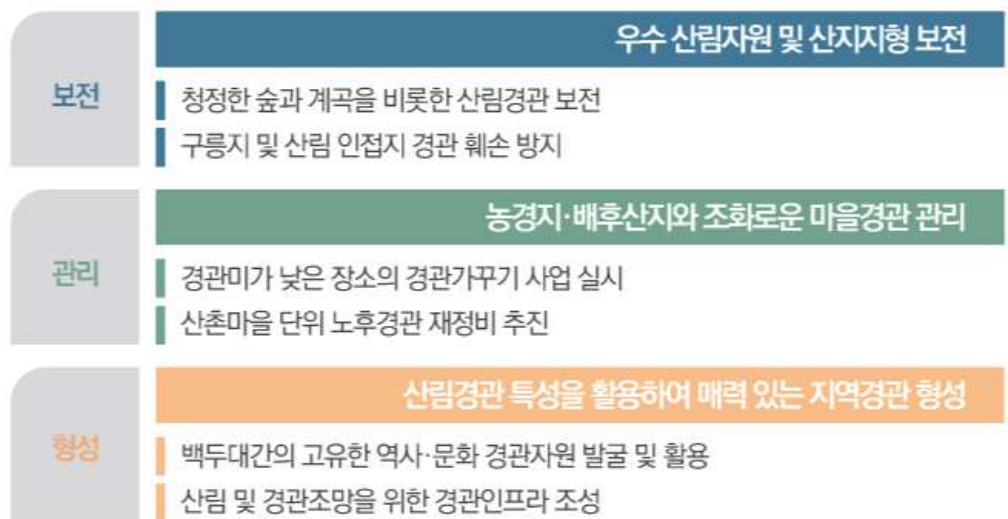 우수 산림자원 및 산지지형 보전
보전
청정한 숲과 계곡을 비롯한 산림경관 보전
구릉지 및 산림 인접지 경관 훼손 방지
농경지·배후산지와 조화로운 마을경관 관리
관리
경관미가 낮은 장소의 경관가꾸기 사업 실시
산촌마을 단위 노후경관 재정비 추진
산림경관 특성을 활용하여 매력 있는 지역경관 형성
형성
백두대간의 고유한 역사·문화 경관자원 발굴 및 활용
산림 및 경관조망을 위한 경관인프라 조성